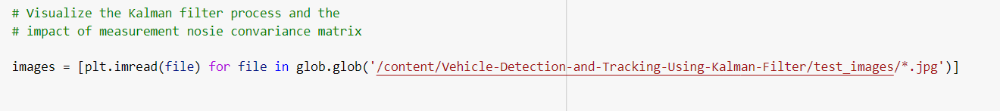 # Visualize the Kalman filter process and the
# impact of measurement nosie convariance matrix
images = [plt.imread(file) for file in glob.glob('/content/Vehicle-Detection-and-Tracking-Using-Kalman-Filter/test_images/*.jpg')]